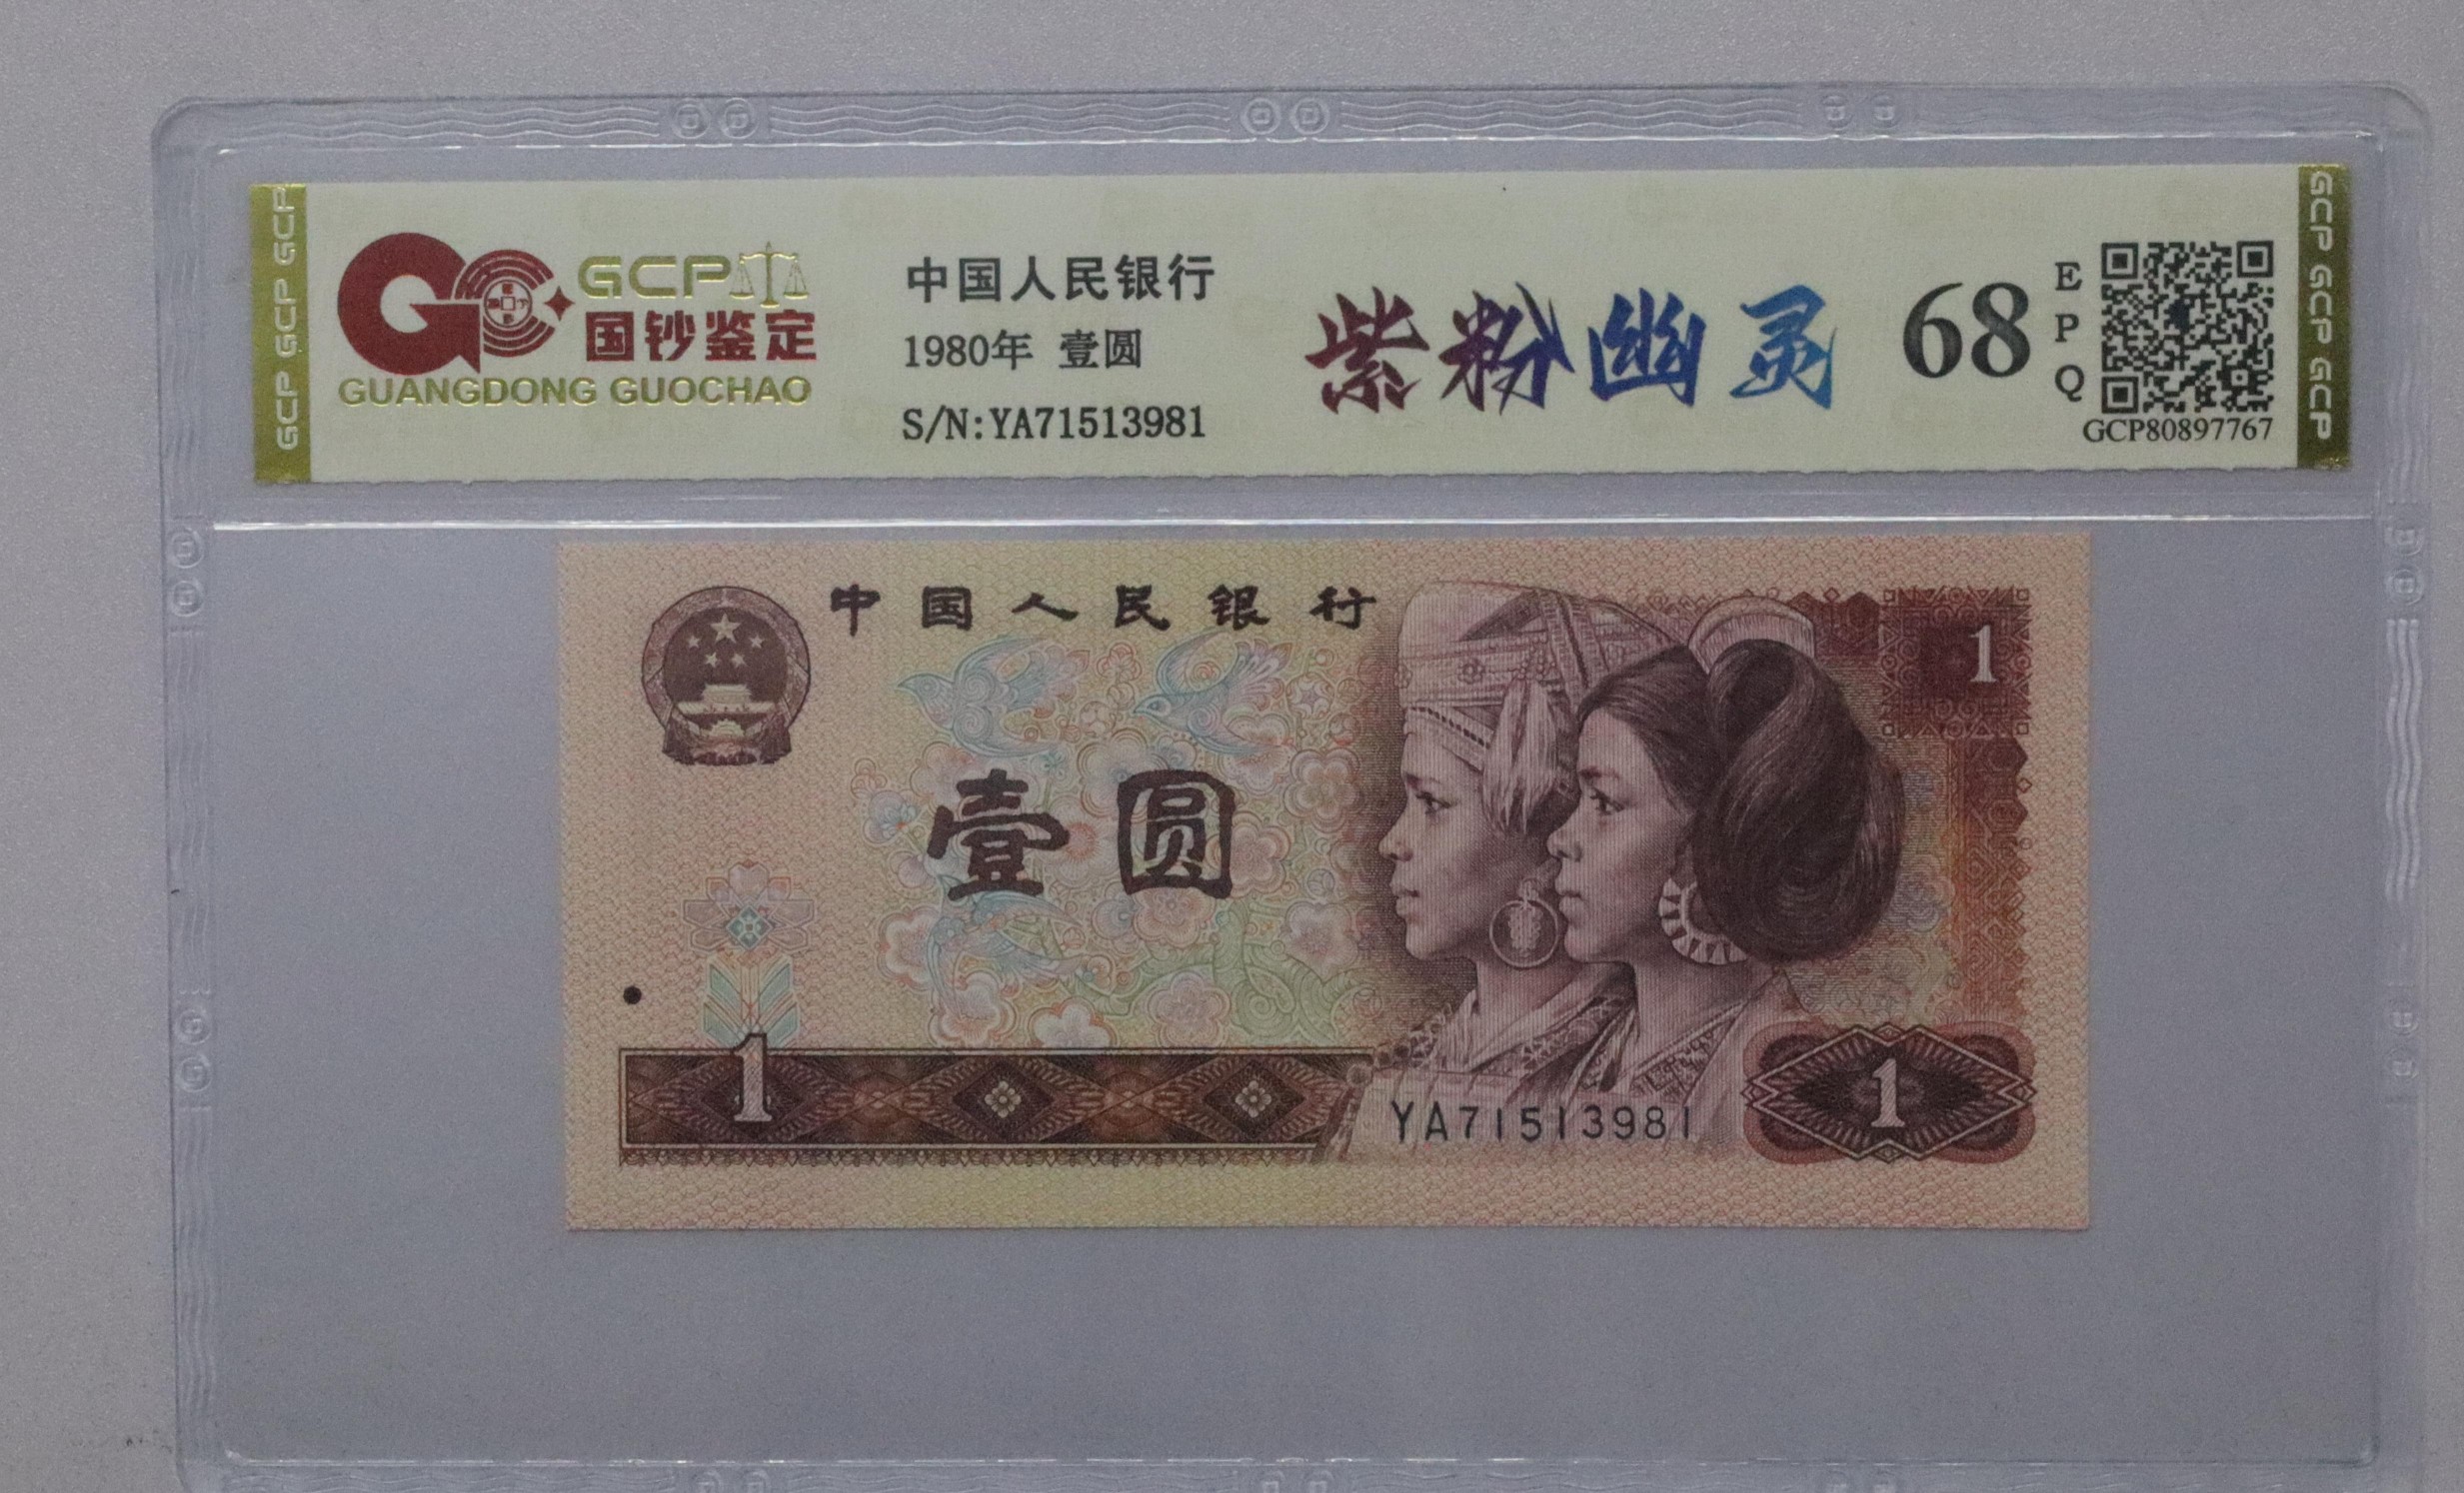 GCP GCP GCP
GCP
国钞鉴定
GUANGDONG GUOCHAO
中国人民银行
1980年 壹圆
S/N:YA71513981
紫粉幽灵
68
EPQ
GCP80897767
GCP GCP GCP
中国人民银行
1
壹圆
1
YA71513981
1